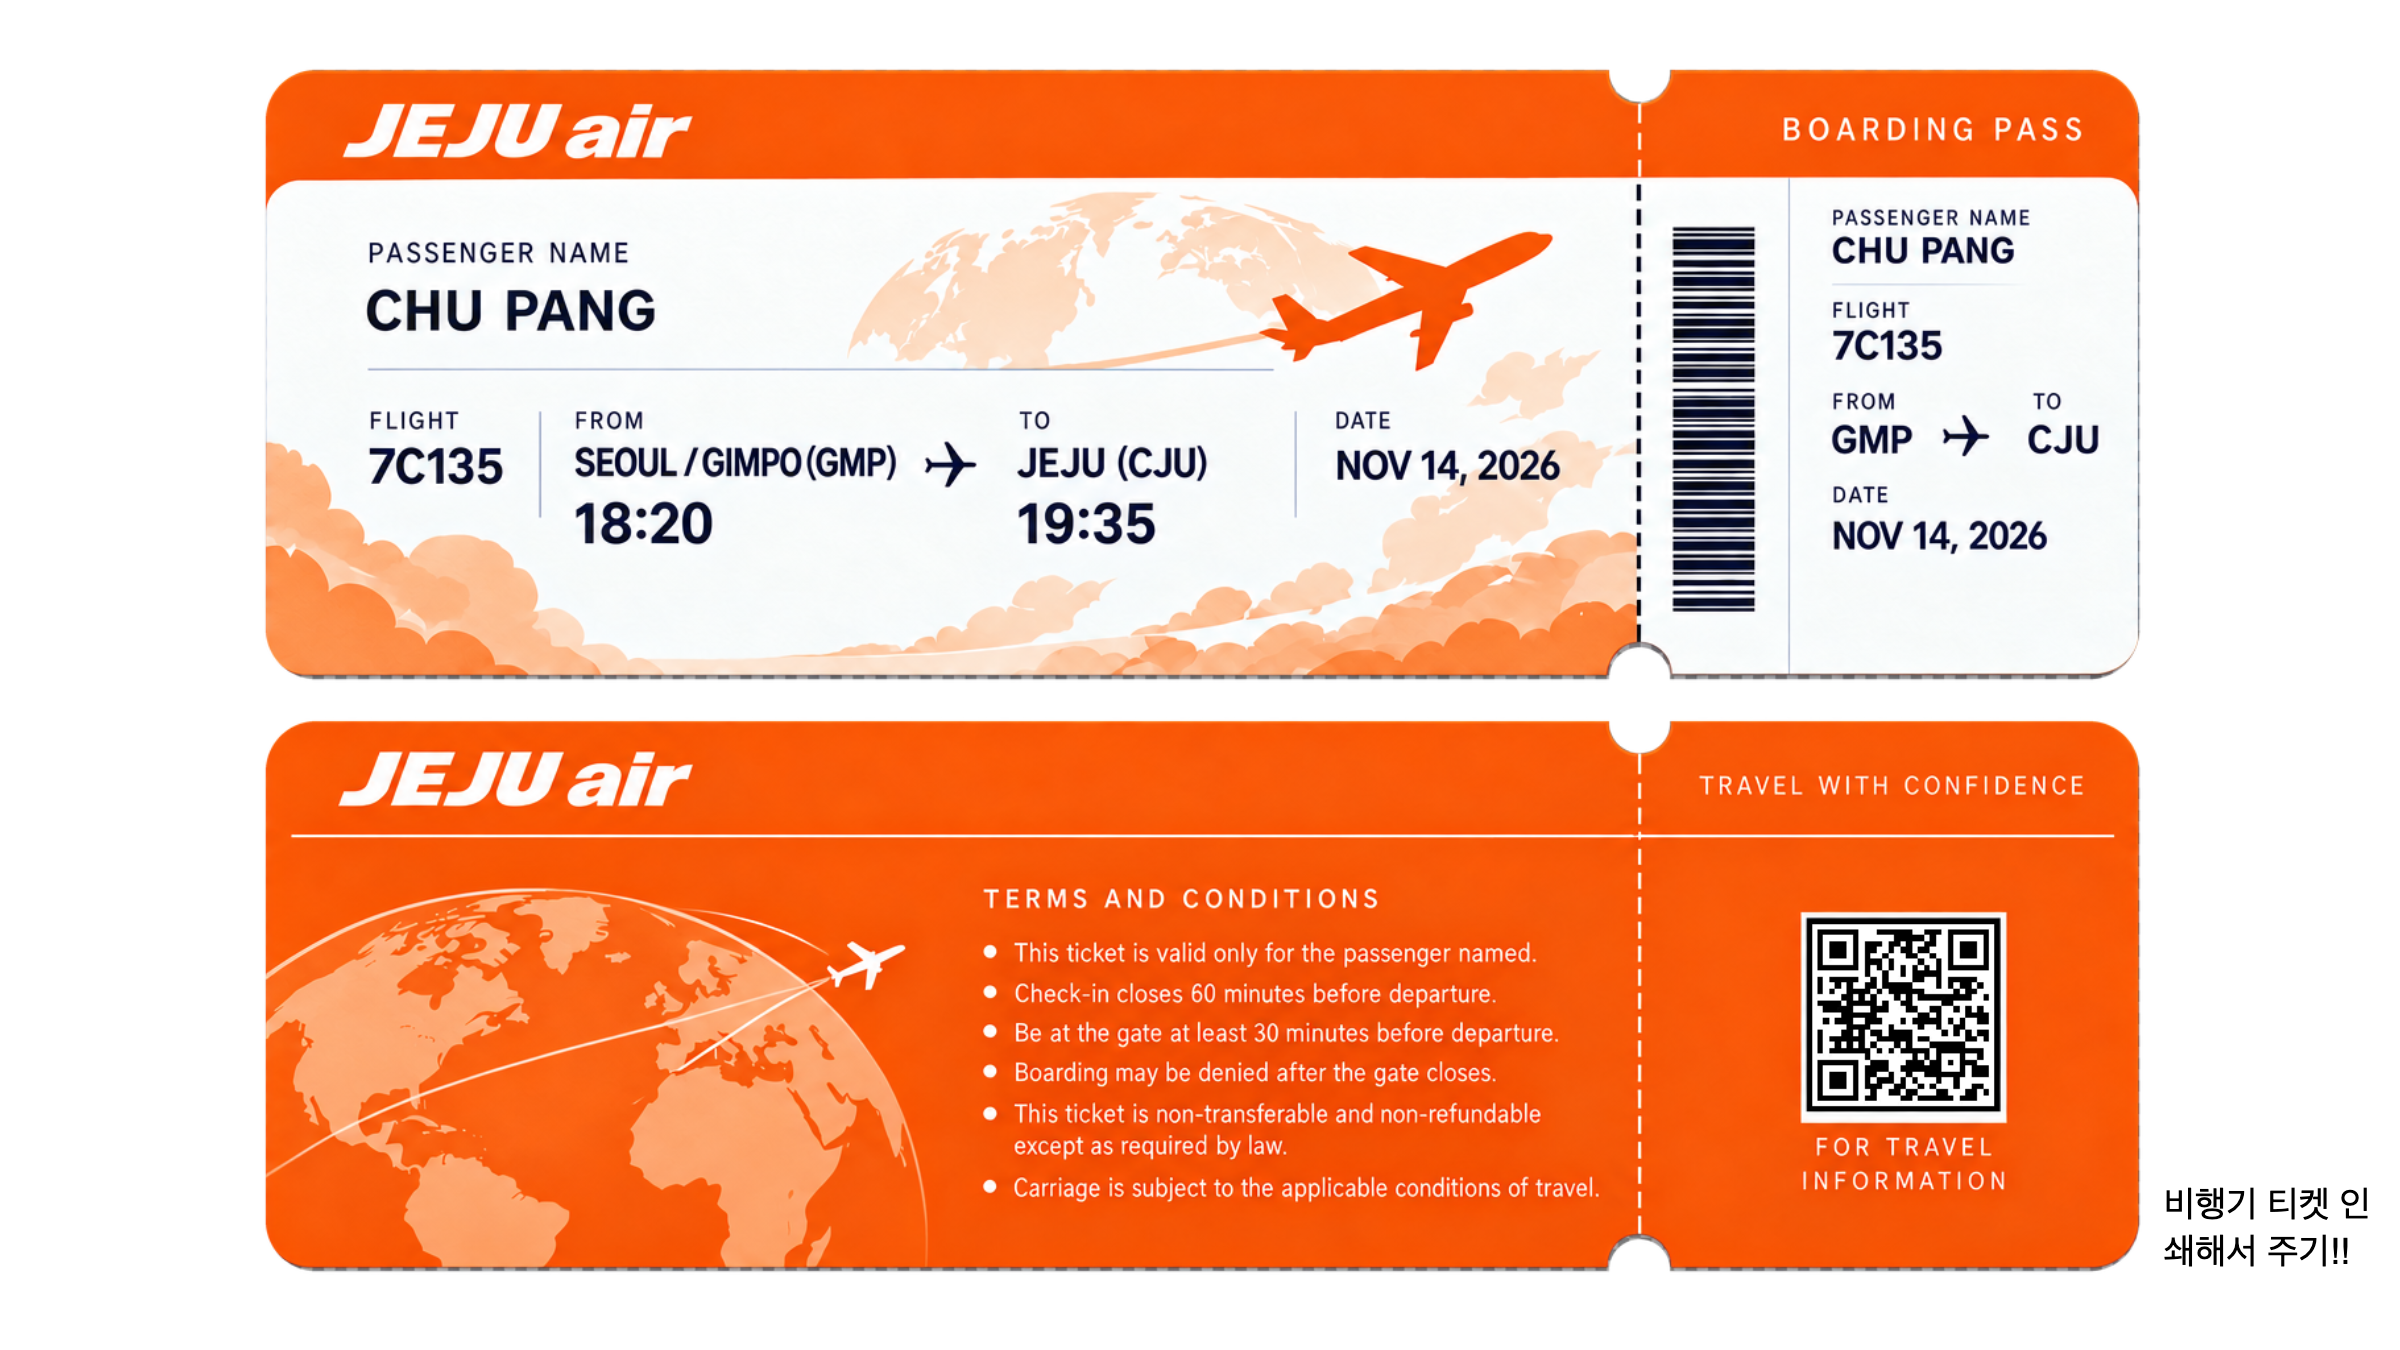 JEJU air
BOARDING PASS
PASSENGER NAME
CHU PANG
FLIGHT
7C135
FROM
SEOUL / GIMPO (GMP)
18:20
TO
JEJU (CJU)
19:35
DATE
NOV 14, 2026
PASSENGER NAME
CHU PANG
FLIGHT
7C135
FROM TO
GMP CJU
DATE
NOV 14, 2026
JEJU air
TRAVEL WITH CONFIDENCE
TERMS AND CONDITIONS
● This ticket is valid only for the passenger named.
● Check-in closes 60 minutes before departure.
● Be at the gate at least 30 minutes before departure.
● Boarding may be denied after the gate closes.
● This ticket is non-transferable and non-refundable
except as required by law.
● Carriage is subject to the applicable conditions of travel.
FOR TRAVEL
INFORMATION
비행기 티켓 인
쇄해서 주기!!